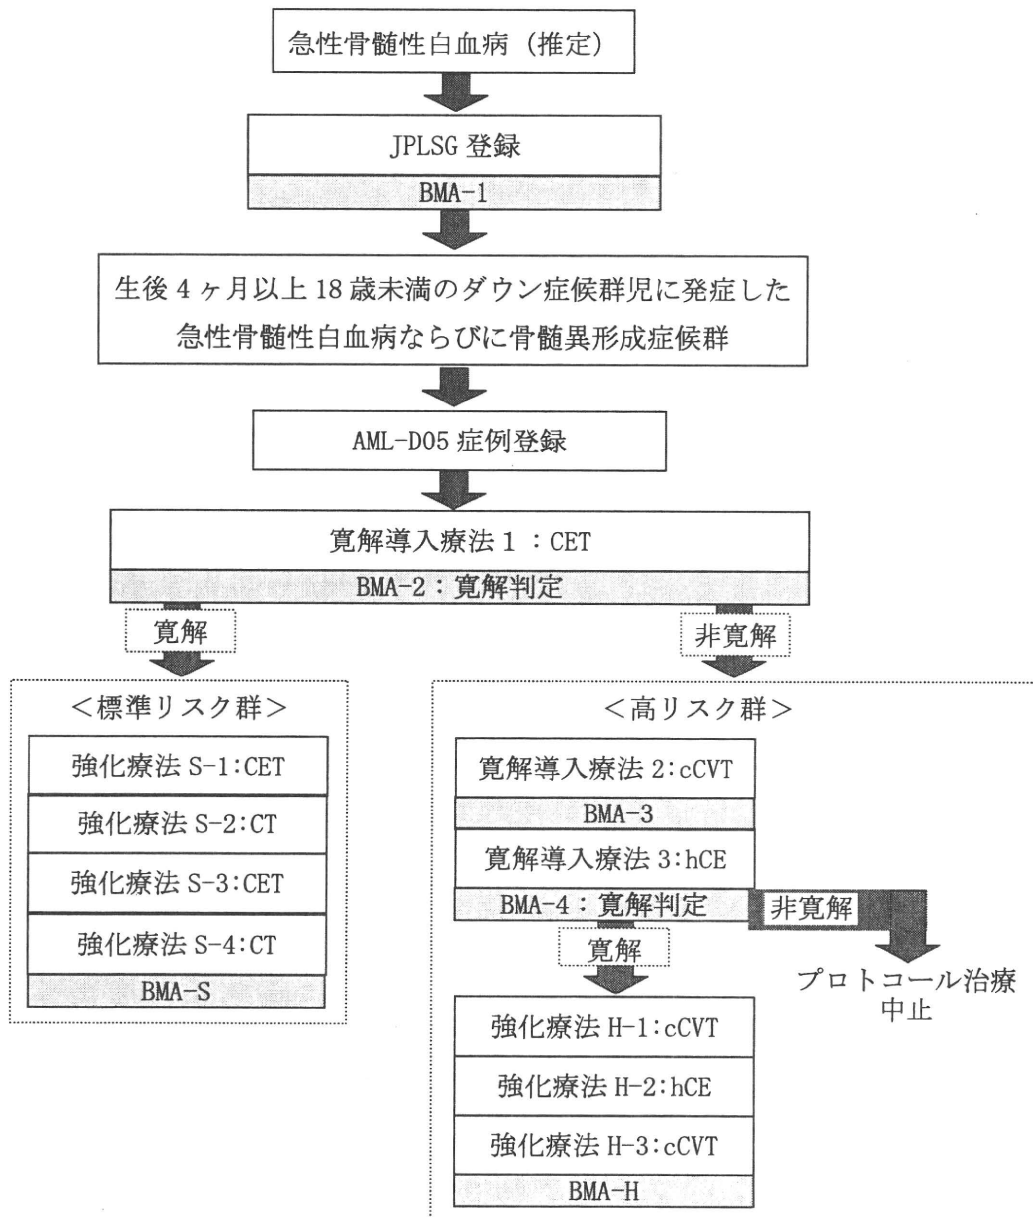 急性骨髄性白血病（推定）
JPLSG 登録
BMA-1
生後 4 ヶ月以上 18 歳未満のダウン症候群児に発症した
急性骨髄性白血病ならびに骨髄異形成症候群
AML-D05 症例登録
寛解導入療法 1 ：CET
BMA-2：寛解判定
寛解
非寛解
＜標準リスク群＞
強化療法 S-1:CET
強化療法 S-2:CT
強化療法 S-3:CET
強化療法 S-4:CT
BMA-S
＜高リスク群＞
寛解導入療法 2:cCVT
BMA-3
寛解導入療法 3:hCE
BMA-4：寛解判定
非寛解
寛解
プロトコール治療
中止
強化療法 H-1:cCVT
強化療法 H-2:hCE
強化療法 H-3:cCVT
BMA-H